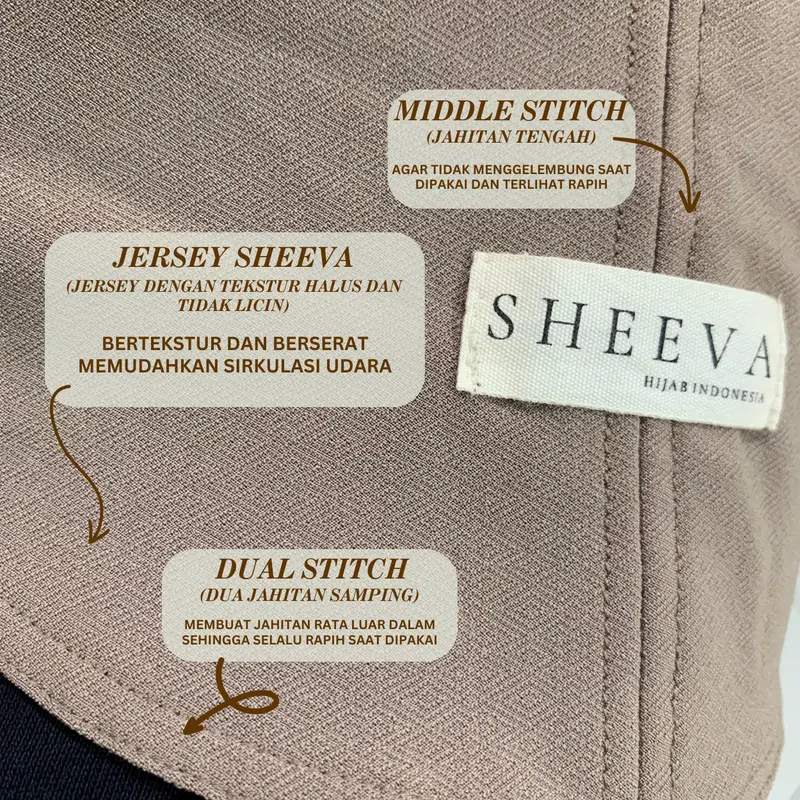 MIDDLE STITCH
(JAHITAN TENGAH)
AGAR TIDAK MENGGELEMBUNG SAAT
DIPAKAI DAN TERLIHAT RAPIH
JERSEY SHEEVA
(JERSEY DENGAN TEKSTUR HALUS DAN
TIDAK LICIN)
BERTEKSTUR DAN BERSERAT
MEMUDAHKAN SIRKULASI UDARA
SHEEVA
HIJAB INDONESIA
DUAL STITCH
(DUA JAHITAN SAMPING)
MEMBUAT JAHITAN RATA LUAR DALAM
SEHINGGA SELALU RAPIH SAAT DIPAKAI